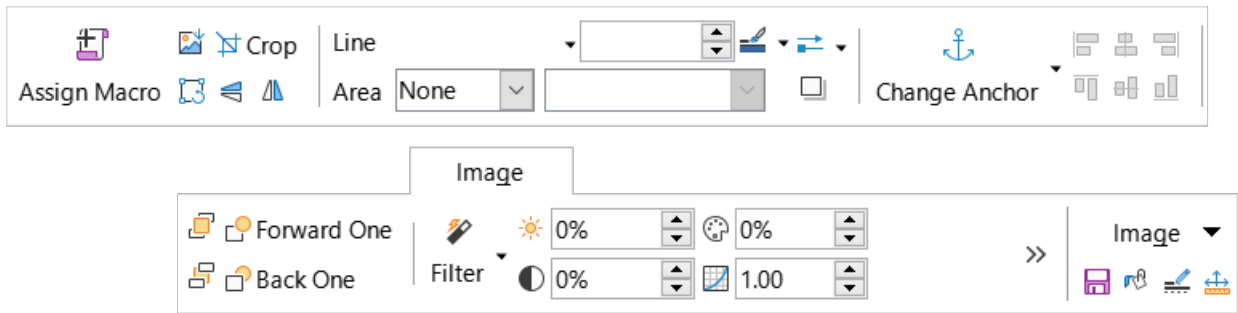 Crop Line
Assign Macro Area None Change Anchor
Image
Forward One 0% 0% Image
Back One Filter 0% 1.00